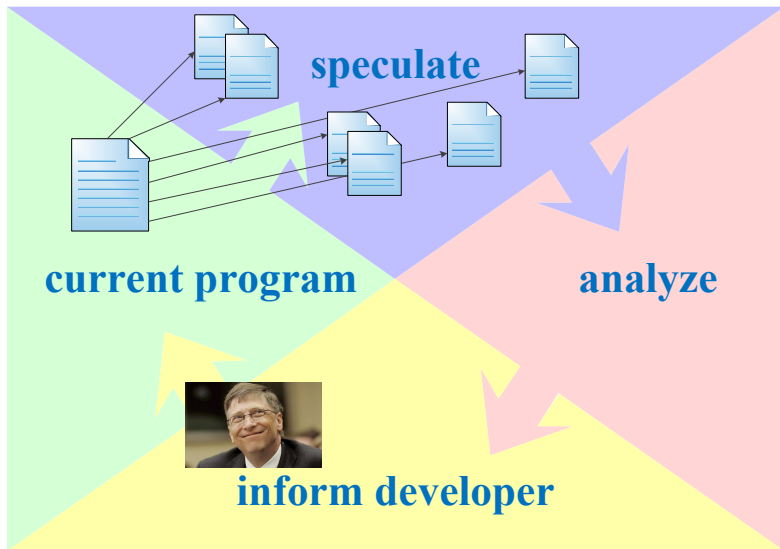 speculate
current program
analyze
inform developer